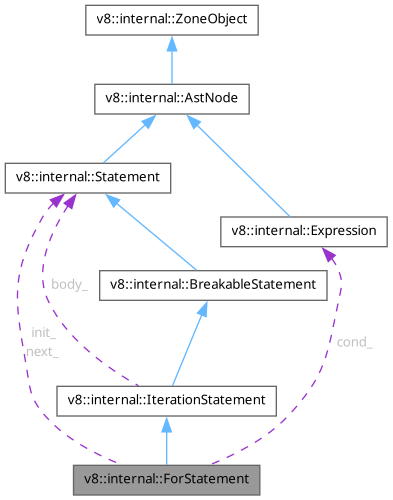 v8::internal::ZoneObject
v8::internal::AstNode
v8::internal::Statement
v8::internal::Expression
v8::internal::BreakableStatement
body_
init_
next_
cond_
v8::internal::IterationStatement
v8::internal::ForStatement